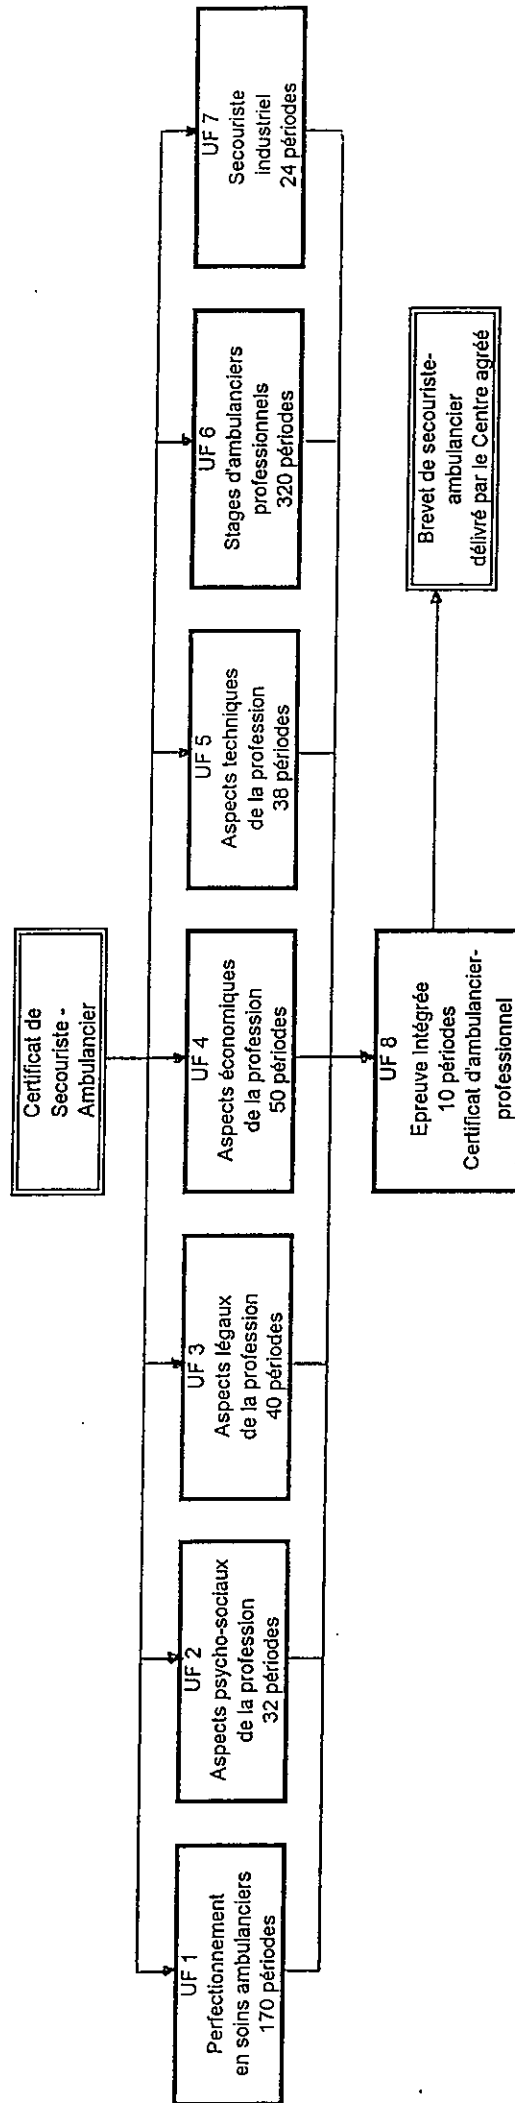 Certificat de
Secouriste -
Ambulancier
UF 1
Perfectionnement
en soins ambulanciers
170 périodes
UF 2
Aspects psycho-sociaux
de la profession
32 périodes
UF 3
Aspects légaux
de la profession
40 périodes
UF 4
Aspects économiques
de la profession
50 périodes
UF 5
Aspects techniques
de la profession
38 périodes
UF 6
Stages d'ambulanciers
professionnels
320 périodes
UF 7
Secouriste
industriel
24 périodes
UF 8
Epreuve Intégrée
10 périodes
Certificat d'ambulancier-
professionnel
Brevet de secouriste-
ambulancier
délivré par le Centre agréé